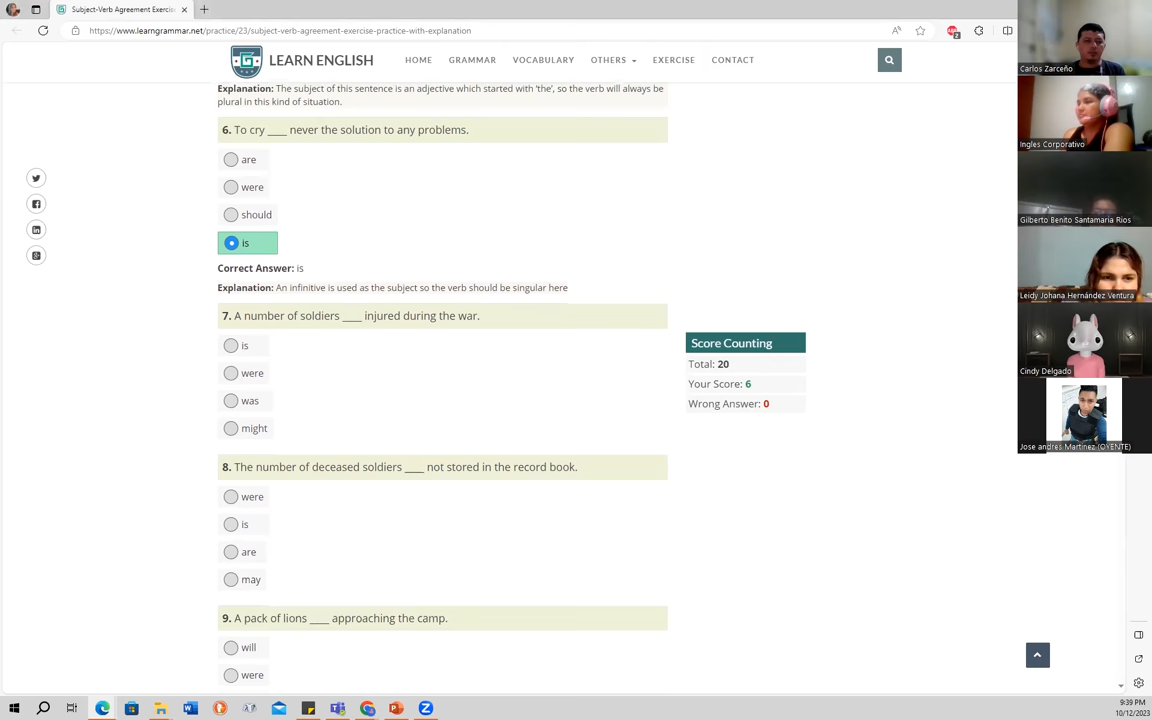 Subject-Verb Agreement Exercis
https://www.learngrammar.net/practice/23/subject-verb-agreement-exercise-practice-with-explanation
LEARN ENGLISH
HOME GRAMMAR VOCABULARY OTHERS EXERCISE CONTACT
Explanation: The subject of this sentence is an adjective which started with 'the', so the verb will always be
plural in this kind of situation.
6. To cry ____ never the solution to any problems.
are
were
should
is
Correct Answer: is
Explanation: An infinitive is used as the subject so the verb should be singular here
7. A number of soldiers ____ injured during the war.
is
were
was
might
8. The number of deceased soldiers ____ not stored in the record book.
were
is
are
may
9. A pack of lions ____ approaching the camp.
will
were
Score Counting
Total: 20
Your Score: 6
Wrong Answer: 0
Carlos Zarceño
Ingles Corporativo
Gilberto Benito Santamaria Rios
Leidy Johana Hernández Ventura
Cindy Delgado
Jose andres Martinez (OYENTE)
9:39 PM
10/12/2023